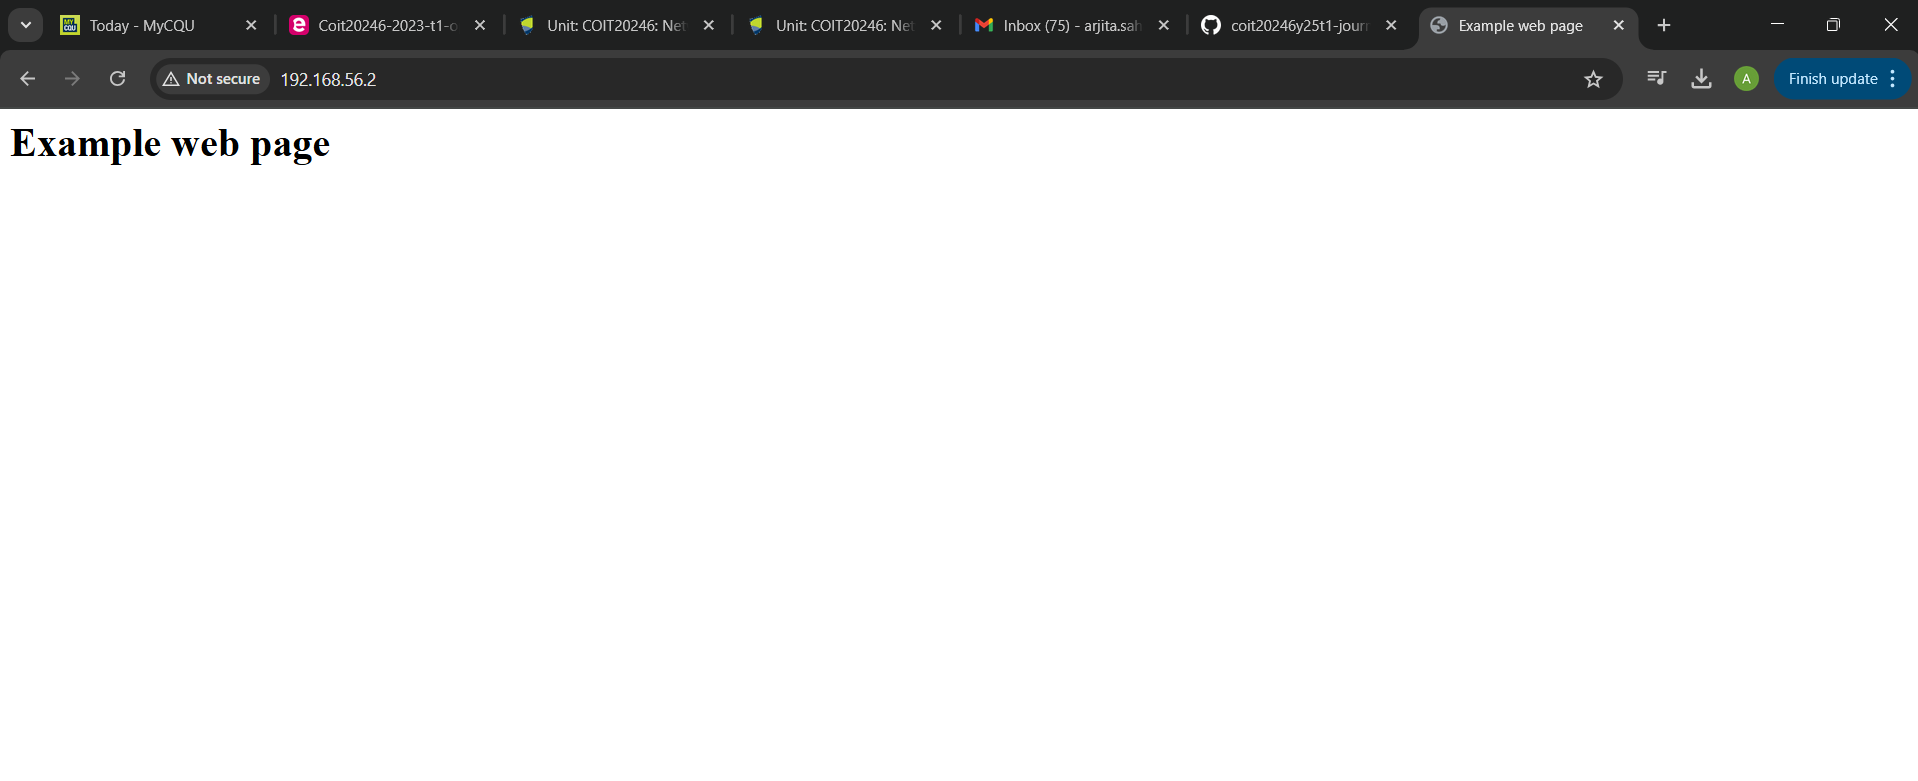 Today - MyCQU
Coit20246-2023-t1-o
Unit: COIT20246: Net
Unit: COIT20246: Net
Inbox (75) - arjita.sah
coit20246y25t1-jour
Example web page
Not secure
192.168.56.2
A
Finish update
Example web page